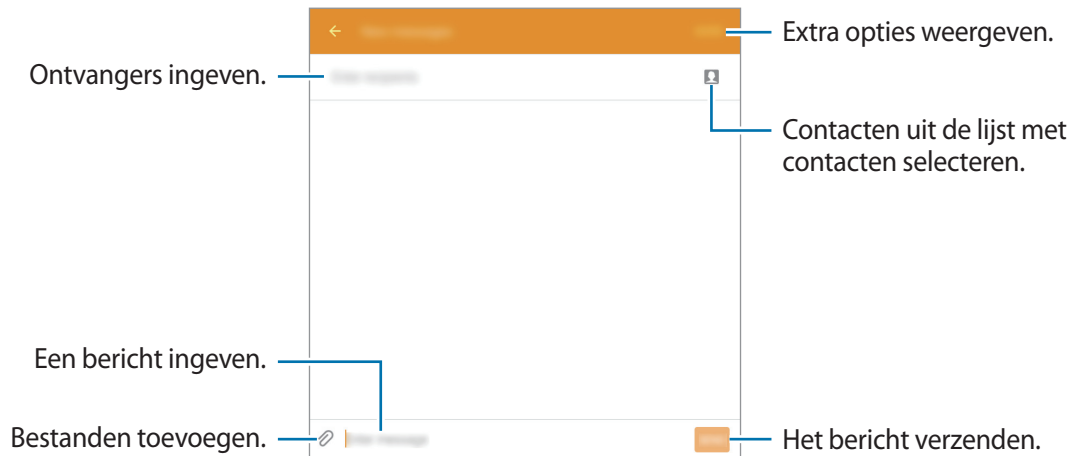 Extra opties weergeven.
Ontvangers ingeven.
Contacten uit de lijst met
contacten selecteren.
Een bericht ingeven.
Bestanden toevoegen.
Het bericht verzenden.